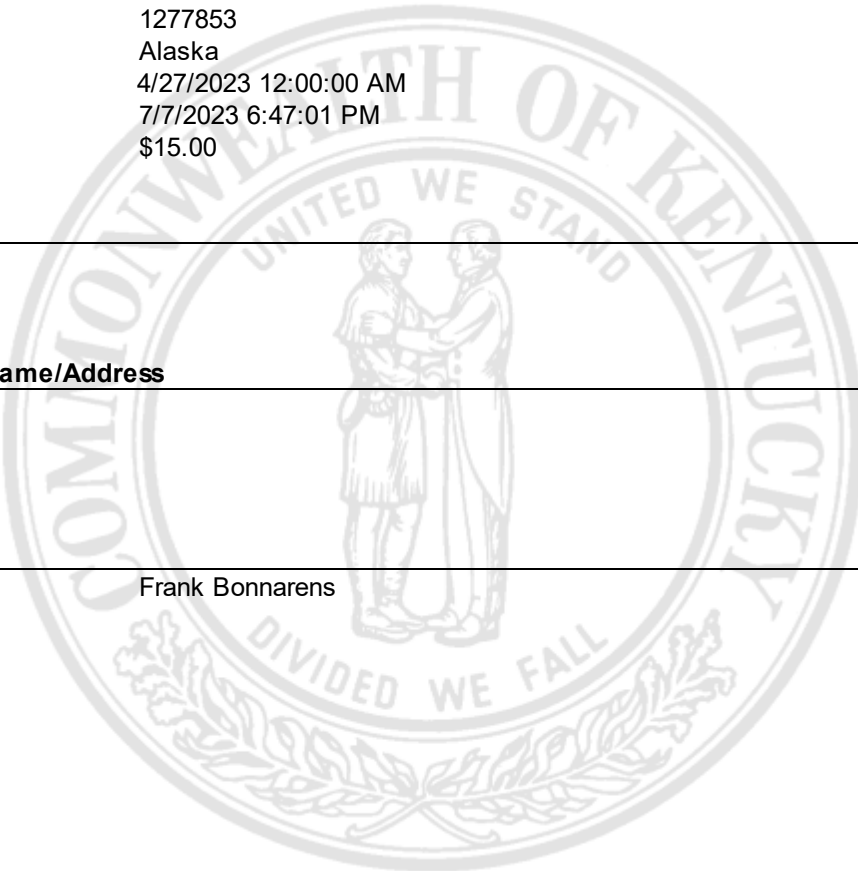 1277853
Alaska
4/27/2023 12:00:00 AM
7/7/2023 6:47:01 PM
$15.00
ame/Address
Frank Bonnarens
COMMONWEALTH OF KENTUCKY
UNITED WE STAND
DIVIDED WE FALL